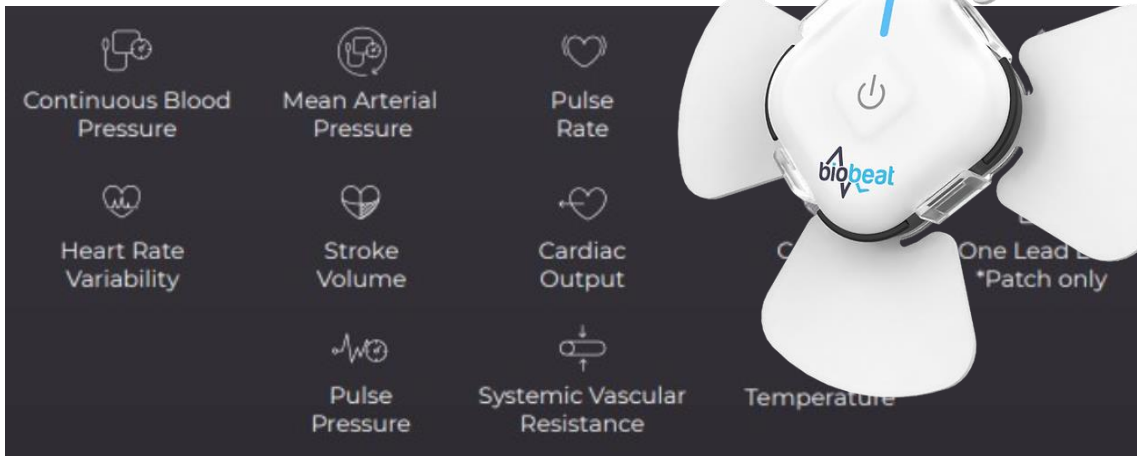 Continuous Blood
Pressure
Mean Arterial
Pressure
Pulse
Rate
Heart Rate
Variability
Stroke
Volume
Cardiac
Output
One Lead
*Patch only
Pulse
Pressure
Systemic Vascular
Resistance
Temperature
biobeat